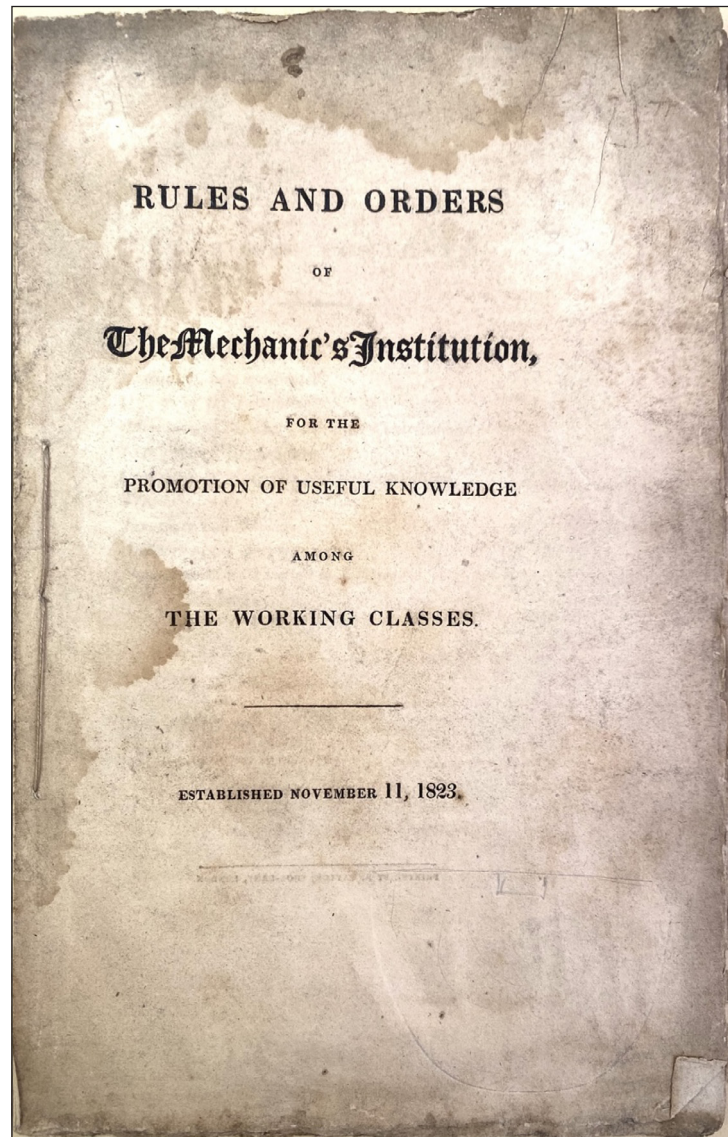 RULES AND ORDERS
OF
The Mechanic's Institution,
FOR THE
PROMOTION OF USEFUL KNOWLEDGE
AMONG
THE WORKING CLASSES.
ESTABLISHED NOVEMBER 11, 1823.